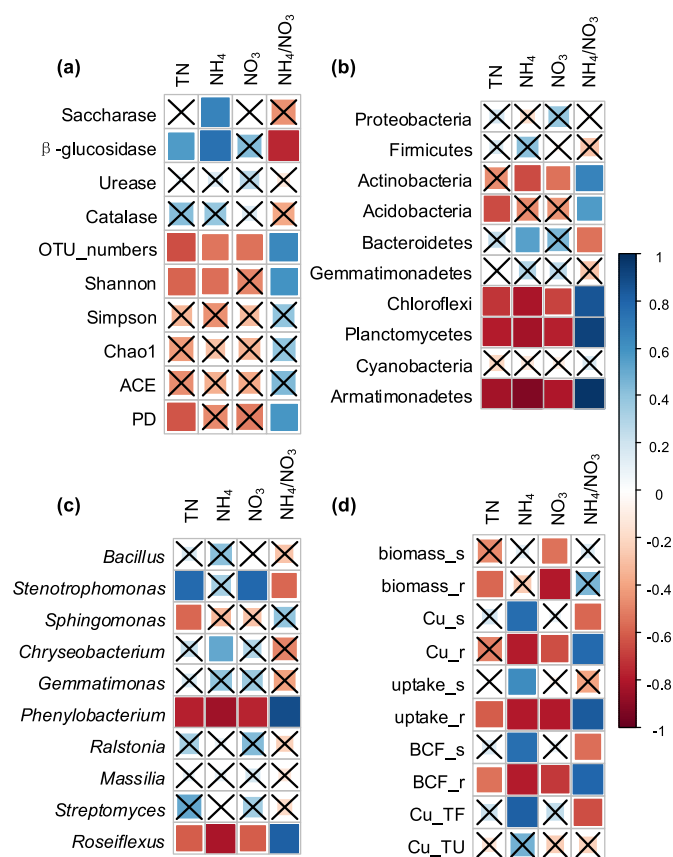 (a)
TN NH₄ NO₃ NH₄/NO₃
Saccharase
β-glucosidase
Urease
Catalase
OTU_numbers
Shannon
Simpson
Chao1
ACE
PD
(b)
TN NH₄ NO₃ NH₄/NO₃
Proteobacteria
Firmicutes
Actinobacteria
Acidobacteria
Bacteroidetes
Gemmatimonadetes
Chloroflexi
Planctomycetes
Cyanobacteria
Armatimonadetes
1
0.8
0.6
0.4
0.2
0
-0.2
-0.4
-0.6
-0.8
-1
(c)
TN NH₄ NO₃ NH₄/NO₃
Bacillus
Stenotrophomonas
Sphingomonas
Chryseobacterium
Gemmatimonas
Phenylobacterium
Ralstonia
Massilia
Streptomyces
Roseiflexus
(d)
TN NH₄ NO₃ NH₄/NO₃
biomass_s
biomass_r
Cu_s
Cu_r
uptake_s
uptake_r
BCF_s
BCF_r
Cu_TF
Cu_TU